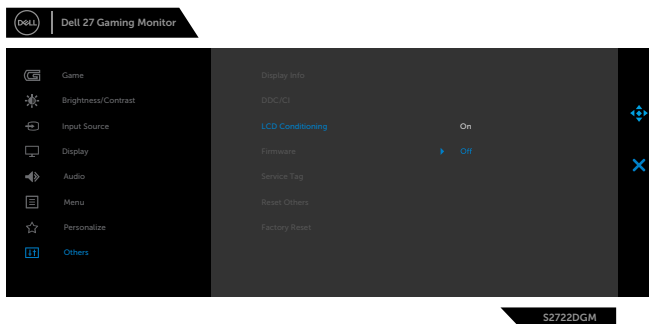 DELL
Dell 27 Gaming Monitor
Game
Display Info
Brightness/Contrast
DDC/CI
Input Source
LCD Conditioning
On
Display
Firmware
Off
Audio
Service Tag
Menu
Reset Others
Personalize
Factory Reset
Others
S2722DGM